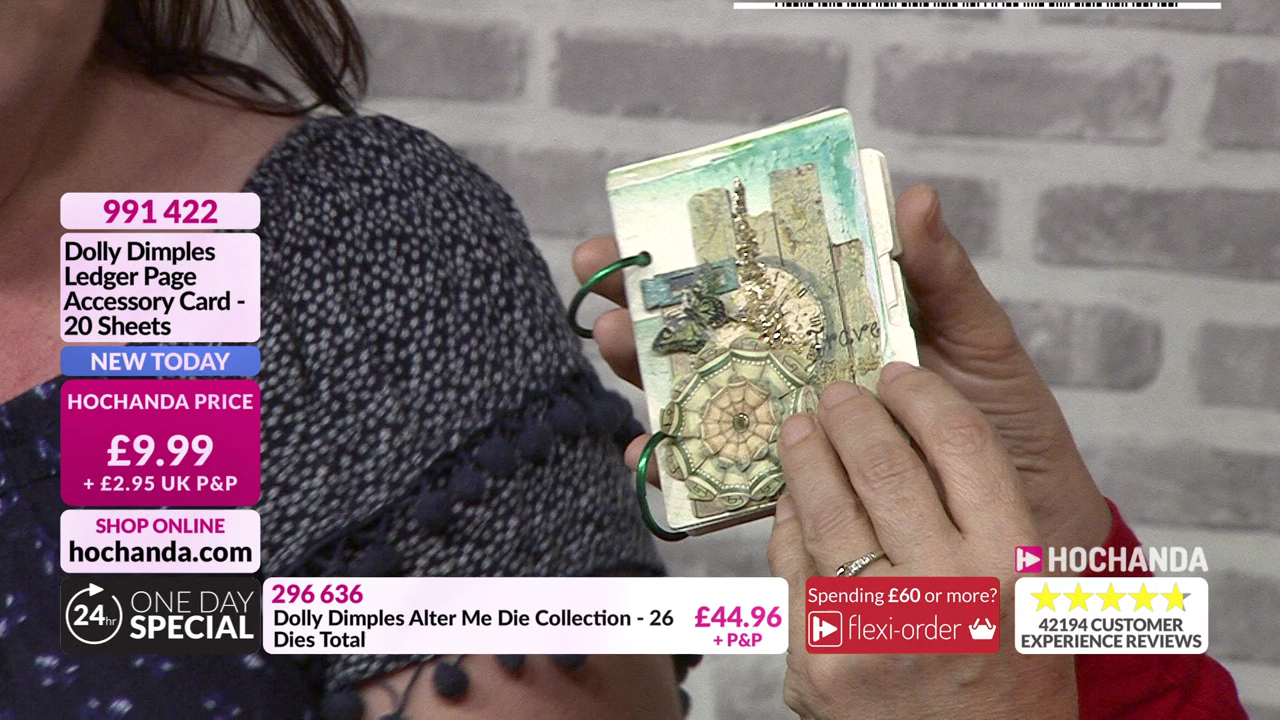 991 422
Dolly Dimples
Ledger Page
Accessory Card -
20 Sheets
NEW TODAY
HOCHANDA PRICE
£9.99
+ £2.95 UK P&P
SHOP ONLINE
hochanda.com
24hr
ONE DAY
SPECIAL
296 636
Dolly Dimples Alter Me Die Collection - 26
Dies Total
£44.96
+ P&P
Spending £60 or more?
flexi-order
HOCHANDA
42194 CUSTOMER
EXPERIENCE REVIEWS